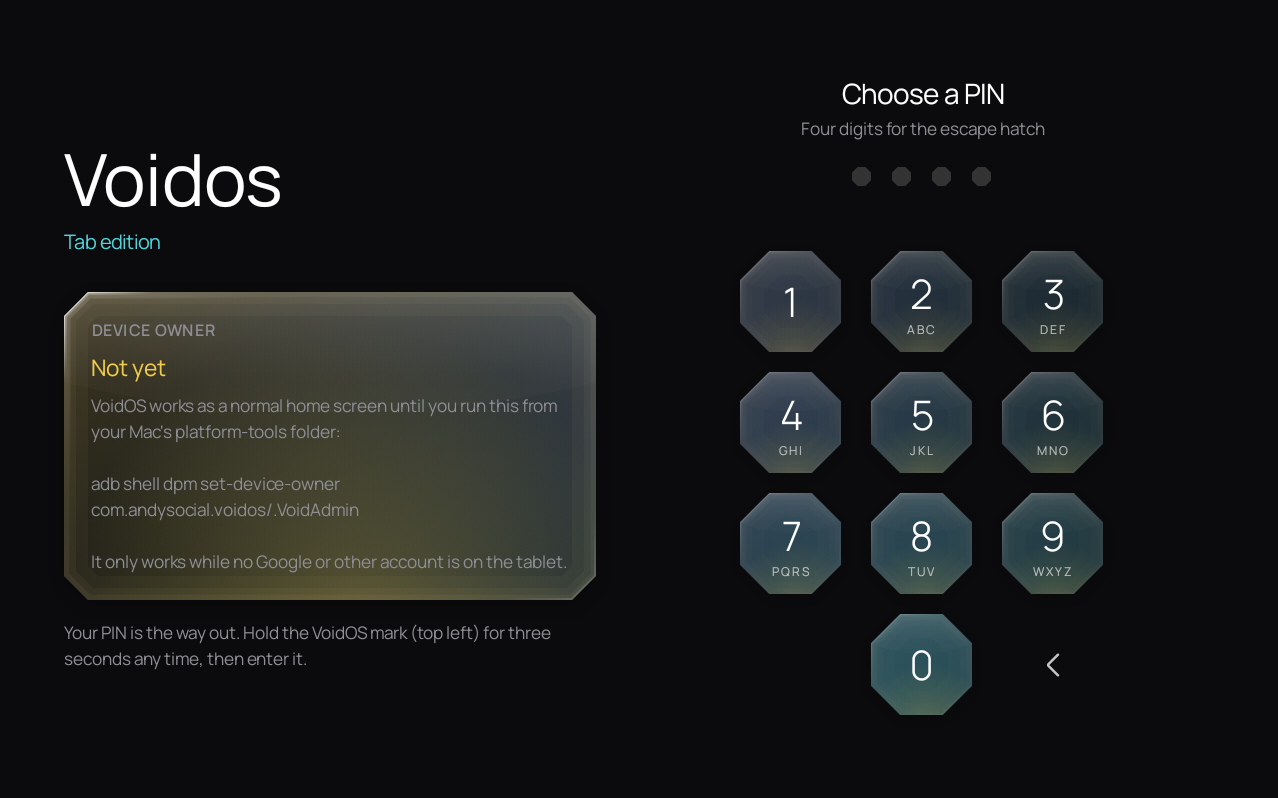 Voidos
Tab edition
DEVICE OWNER
Not yet
VoidOS works as a normal home screen until you run this from
your Mac's platform-tools folder:
adb shell dpm set-device-owner
com.andysocial.voidos/.VoidAdmin
It only works while no Google or other account is on the tablet.
Your PIN is the way out. Hold the VoidOS mark (top left) for three
seconds any time, then enter it.
Choose a PIN
Four digits for the escape hatch
1 2 3
ABC DEF
4 5 6
GHI JKL MNO
7 8 9
PQRS TUV WXYZ
0